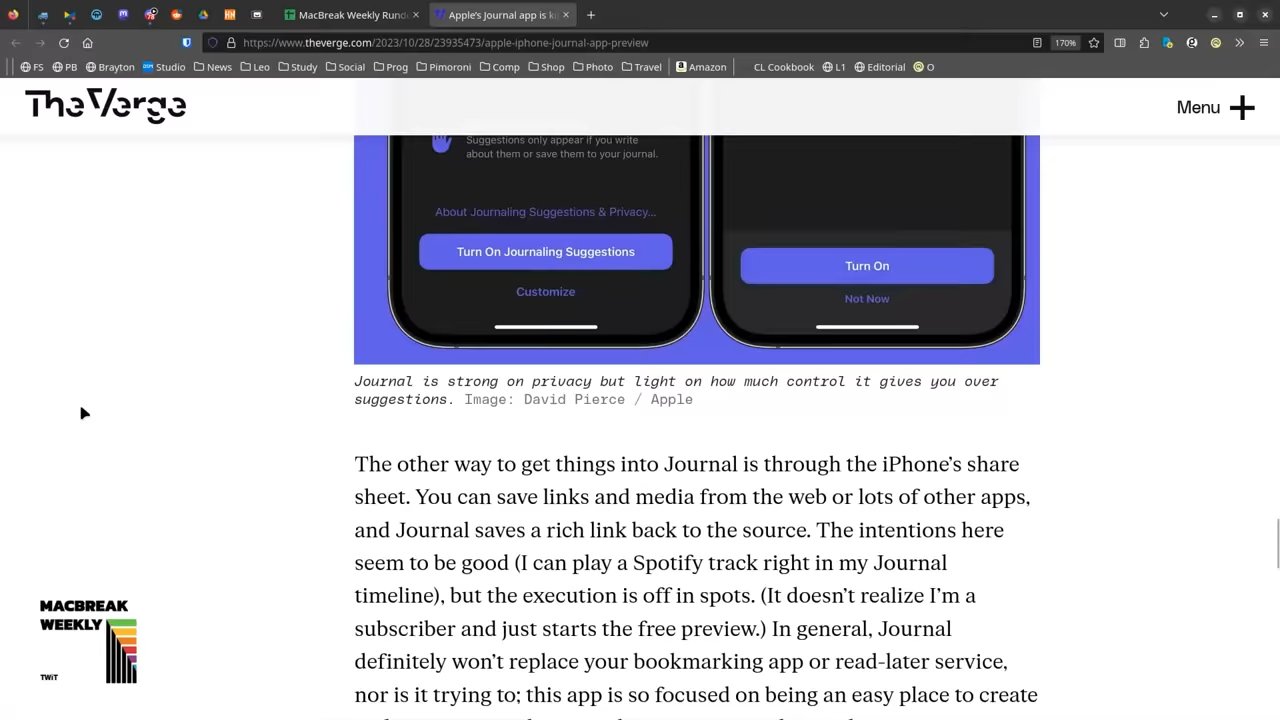 MacBreak Weekly Rund
Apple's Journal app is k
https://www.theverge.com/2023/10/28/23935473/apple-iphone-journal-app-preview
170%
FS PB Brayton Studio News Leo Study Social Prog Pimoroni Comp Shop Photo Travel Amazon CL Cookbook L1 Editorial O
The Verge
Menu
Suggestions only appear if you write
about them or save them to your journal.
About Journaling Suggestions & Privacy...
Turn On Journaling Suggestions
Customize
Turn On
Not Now
Journal is strong on privacy but light on how much control it gives you over
suggestions. Image: David Pierce / Apple
The other way to get things into Journal is through the iPhone's share
sheet. You can save links and media from the web or lots of other apps,
and Journal saves a rich link back to the source. The intentions here
seem to be good (I can play a Spotify track right in my Journal
timeline), but the execution is off in spots. (It doesn't realize I'm a
subscriber and just starts the free preview.) In general, Journal
definitely won't replace your bookmarking app or read-later service,
nor is it trying to; this app is so focused on being an easy place to create
MACBREAK
WEEKLY
TWiT